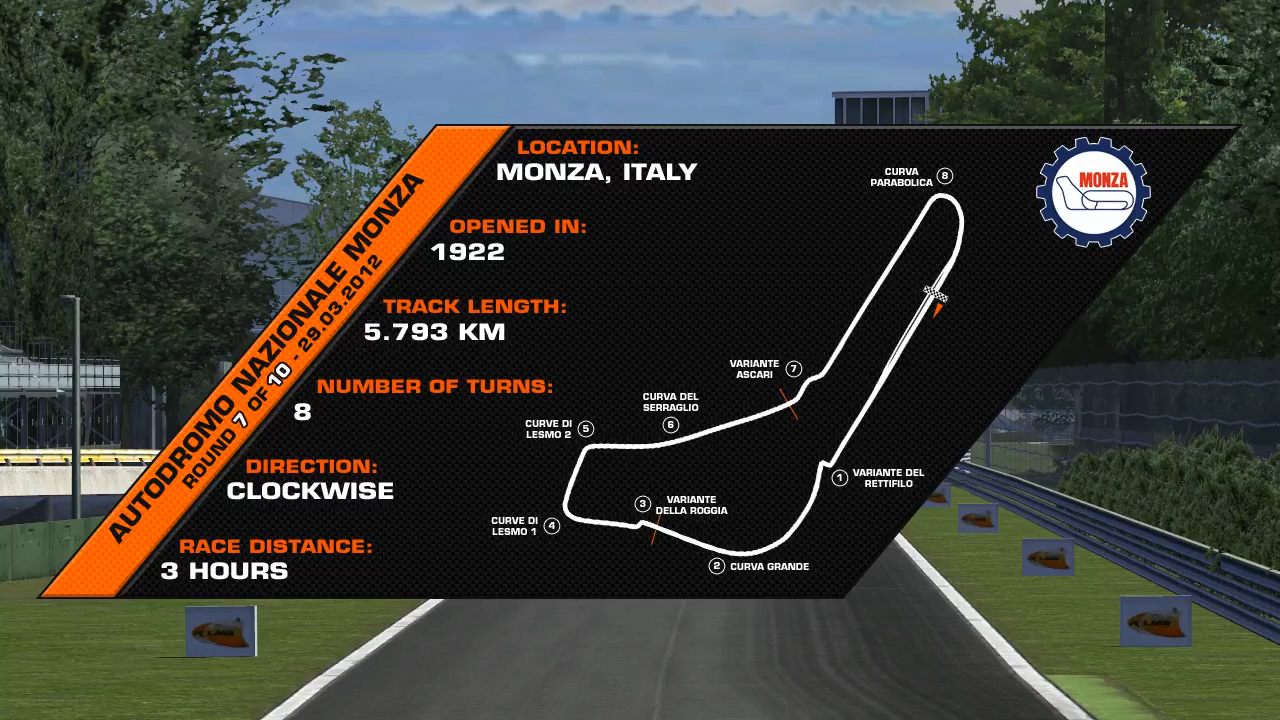 AUTODROMO NAZIONALE MONZA
ROUND 7 OF 10 - 29.03.2012
LOCATION:
MONZA, ITALY
OPENED IN:
1922
TRACK LENGTH:
5.793 KM
NUMBER OF TURNS:
8
DIRECTION:
CLOCKWISE
RACE DISTANCE:
3 HOURS
CURVA
PARABOLICA 8
MONZA
VARIANTE
ASCARI 7
CURVA DEL
SERRAGLIO
6
CURVE DI
LESMO 2 5
1 VARIANTE DEL
RETTIFILO
3 VARIANTE
DELLA ROGGIA
CURVE DI
LESMO 1 4
2 CURVA GRANDE
LMS